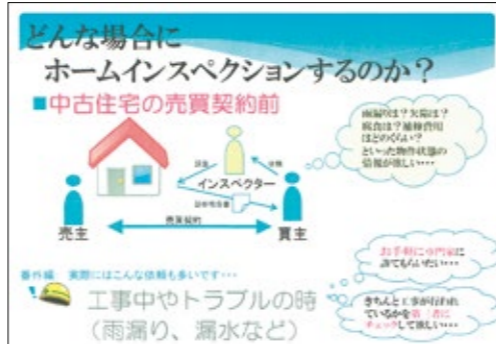 どんな場合に
ホームインスペクションするのか？
■中古住宅の売買契約前
雨漏りは？欠陥は？
腐食は？補修費用
はどのくらい？
といった物件状態の
情報が欲しい・・・
インスペクター
売買契約
売主
買主
お手軽に専門家に
診てもらいたい・・・
番外編 実際にはこんな依頼も多いです・・・
工事中やトラブルの時
（雨漏り、漏水など）
きちんと工事が行われ
ているかを第三者に
チェックして欲しい・・・